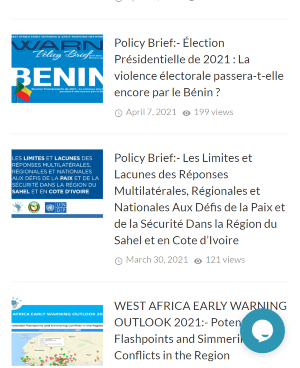 WARN
Policy Brief
BENIN
Policy Brief:- Élection
Présidentielle de 2021 : La
violence électorale passera-t-elle
encore par le Bénin ?
April 7, 2021 199 views
LES LIMITES ET LACUNES DES
RÉPONSES MULTILATÉRALES,
RÉGIONALES ET NATIONALES
AUX DÉFIS DE LA PAIX ET DE LA
SÉCURITÉ DANS LA RÉGION DU
SAHEL ET EN COTE D'IVOIRE
Policy Brief:- Les Limites et
Lacunes des Réponses
Multilatérales, Régionales et
Nationales Aux Défis de la Paix et
de la Sécurité Dans la Région du
Sahel et en Cote d'Ivoire
March 30, 2021 121 views
WEST AFRICA EARLY WARNING OUTLOOK 2021
WEST AFRICA EARLY WARNING
OUTLOOK 2021:- Poten
Flashpoints and Simmeri
Conflicts in the Region